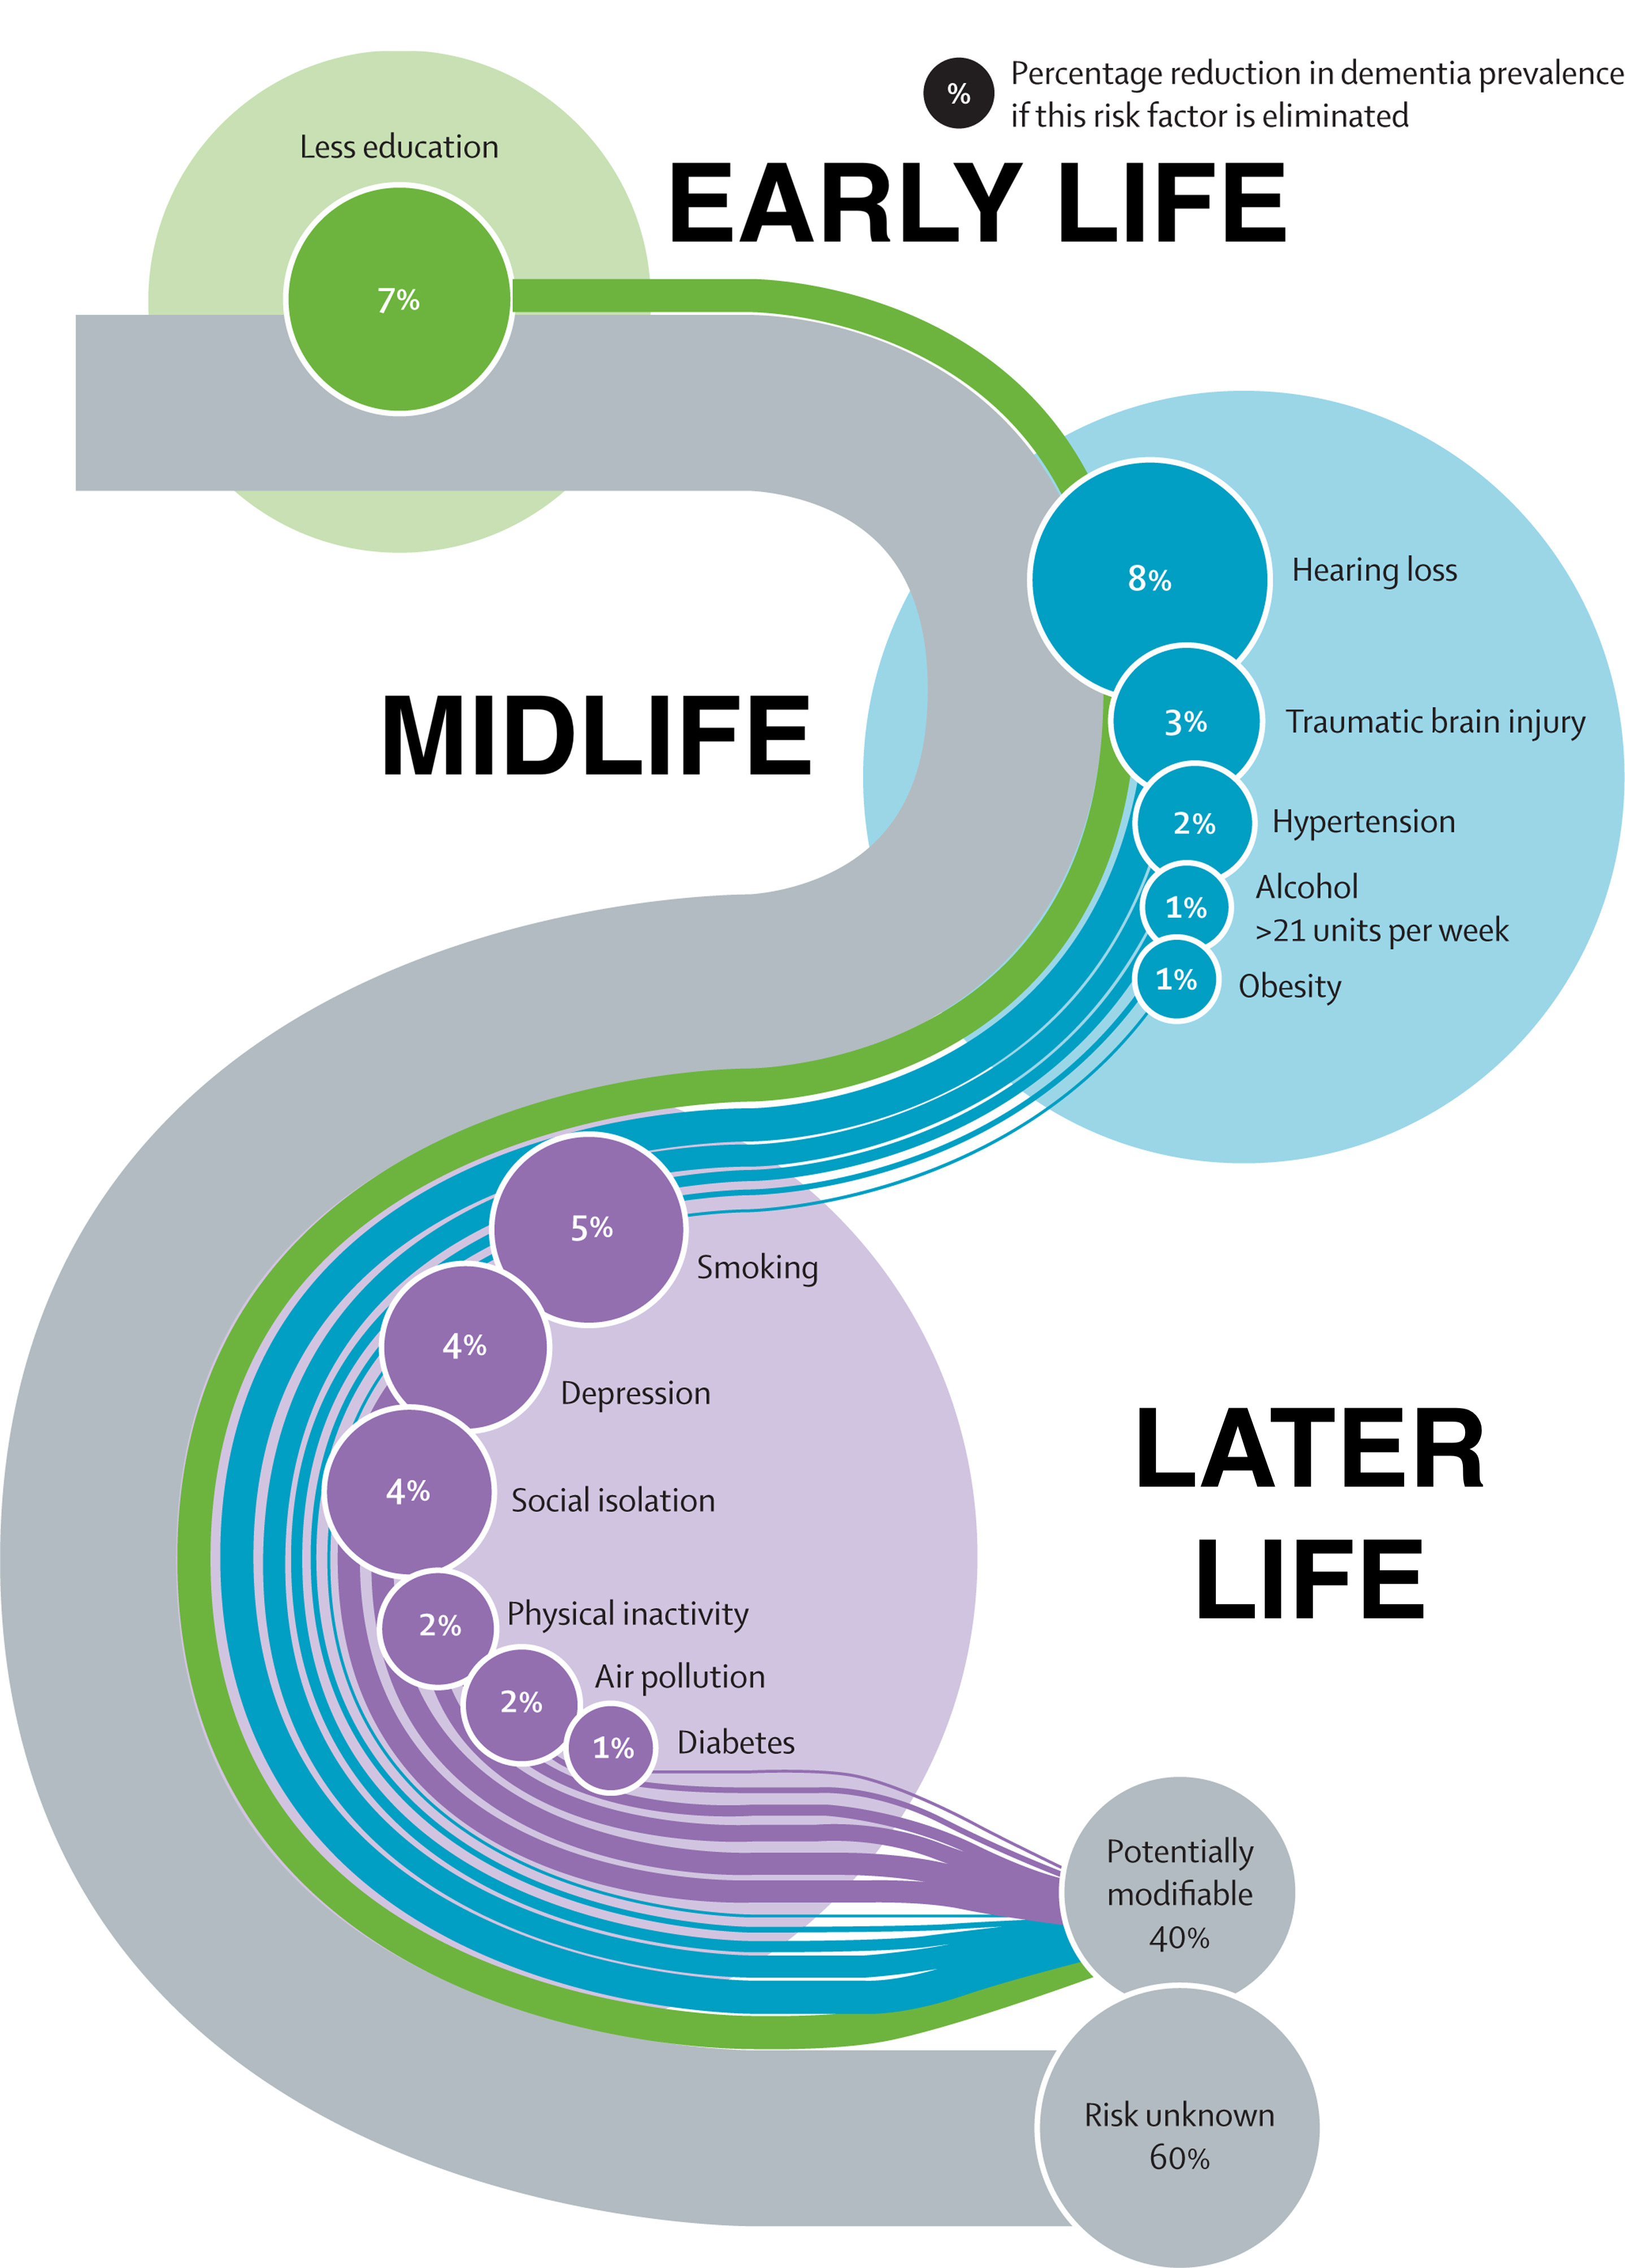 %
Percentage reduction in dementia prevalence
if this risk factor is eliminated
EARLY LIFE
Less education
7%
8%
Hearing loss
MIDLIFE
3%
Traumatic brain injury
2%
Hypertension
1%
Alcohol
>21 units per week
1%
Obesity
5%
Smoking
4%
Depression
LATER
LIFE
4%
Social isolation
2%
Physical inactivity
2%
Air pollution
1%
Diabetes
Potentially
modifiable
40%
Risk unknown
60%